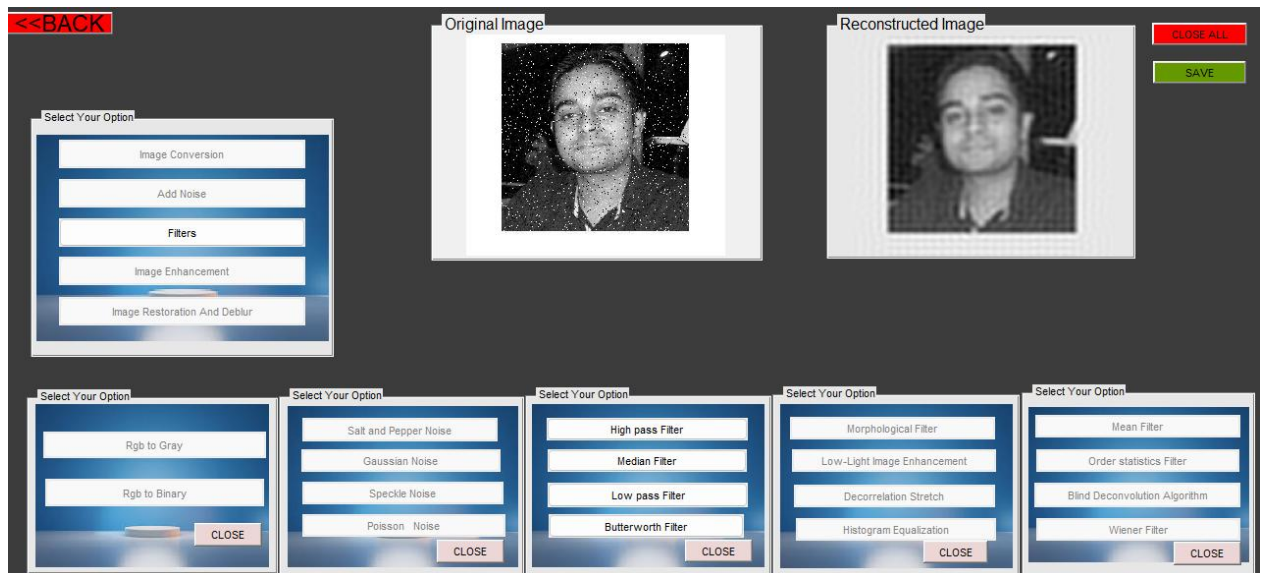 <<BACK
Original Image
Reconstructed Image
CLOSE ALL
SAVE
Select Your Option
Image Conversion
Add Noise
Filters
Image Enhancement
Image Restoration And Deblur
Select Your Option
Rgb to Gray
Rgb to Binary
CLOSE
Select Your Option
Salt and Pepper Noise
Gaussian Noise
Speckle Noise
Poisson Noise
CLOSE
Select Your Option
High pass Filter
Median Filter
Low pass Filter
Butterworth Filter
CLOSE
Select Your Option
Morphological Filter
Low-Light Image Enhancement
Decorrelation Stretch
Histogram Equalization
CLOSE
Select Your Option
Mean Filter
Order statistics Filter
Blind Deconvolution Algorithm
Wiener Filter
CLOSE